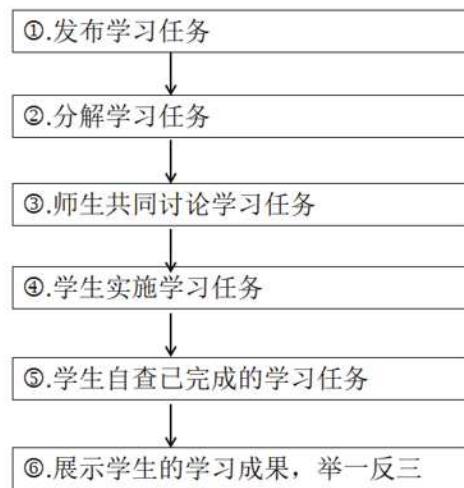 ①.发布学习任务
②.分解学习任务
③.师生共同讨论学习任务
④.学生实施学习任务
⑤.学生自查已完成的学习任务
⑥.展示学生的学习成果，举一反三